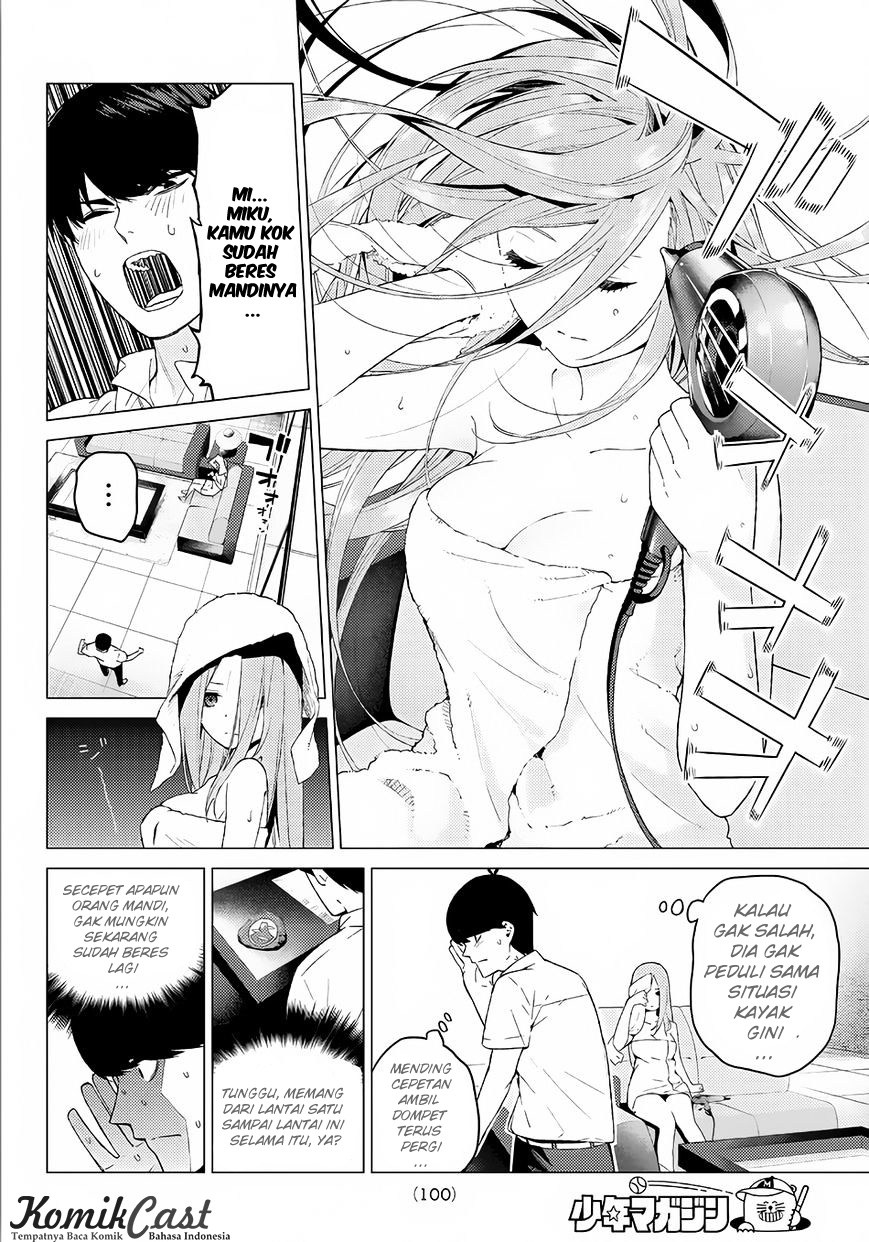 MI...
MIKU,
KAMU KOK
SUDAH
BERES
MANDINYA
...
...
KALAU
GAK SALAH,
DIA GAK
PEDULI SAMA
SITUASI
KAYAK
GINI .
...
MENDING
CEPETAN
AMBIL
DOMPET
TERUS
PERGI
...
TUNGGU, MEMANG
DARI LANTAI SATU
SAMPAI LANTAI INI
SELAMA ITU, YA?
SECEPET APAPUN
ORANG MANDI,
GAK MUNGKIN
SEKARANG
SUDAH BERES
LAGI
...
(100)
少年マガジン
M
KomikCast
Tempatnya Baca Komik Bahasa Indonesia